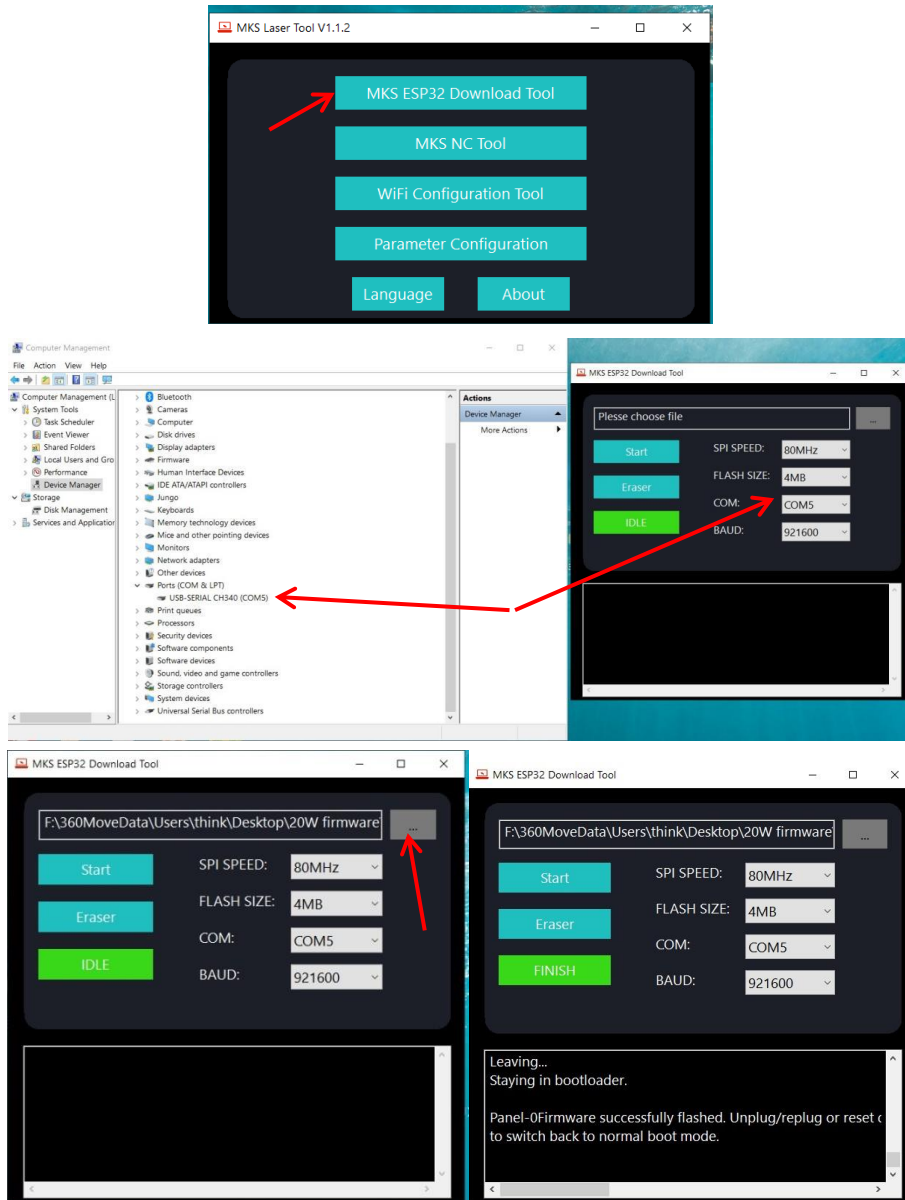 MKS Laser Tool V1.1.2
MKS ESP32 Download Tool
MKS NC Tool
WiFi Configuration Tool
Parameter Configuration
Language
About
Computer Management
File Action View Help
Computer Management (L
System Tools
Task Scheduler
Event Viewer
Shared Folders
Local Users and Gro
Performance
Device Manager
Storage
Disk Management
Services and Application
Bluetooth
Cameras
Computer
Disk drives
Display adapters
Firmware
Human Interface Devices
IDE ATA/ATAPI controllers
Jungo
Keyboards
Memory technology devices
Mice and other pointing devices
Monitors
Network adapters
Other devices
Ports (COM & LPT)
USB-SERIAL CH340 (COM5)
Print queues
Processors
Security devices
Software components
Software devices
Sound, video and game controllers
Storage controllers
System devices
Universal Serial Bus controllers
Actions
Device Manager
More Actions
MKS ESP32 Download Tool
Plesse choose file
...
Start
Eraser
IDLE
SPI SPEED: 80MHz
FLASH SIZE: 4MB
COM: COM5
BAUD: 921600
MKS ESP32 Download Tool
F:\360MoveData\Users\think\Desktop\20W firmware
...
Start
Eraser
IDLE
SPI SPEED: 80MHz
FLASH SIZE: 4MB
COM: COM5
BAUD: 921600
MKS ESP32 Download Tool
F:\360MoveData\Users\think\Desktop\20W firmware
...
Start
Eraser
FINISH
SPI SPEED: 80MHz
FLASH SIZE: 4MB
COM: COM5
BAUD: 921600
Leaving...
Staying in bootloader.
Panel-0Firmware successfully flashed. Unplug/replug or reset
to switch back to normal boot mode.